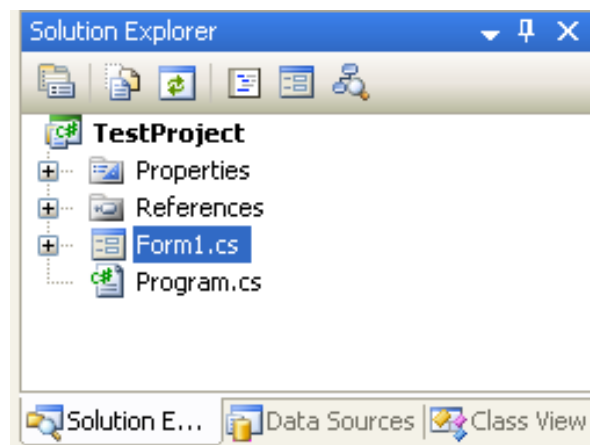 Solution Explorer
TestProject
Properties
References
Form1.cs
Program.cs
Solution E... Data Sources Class View